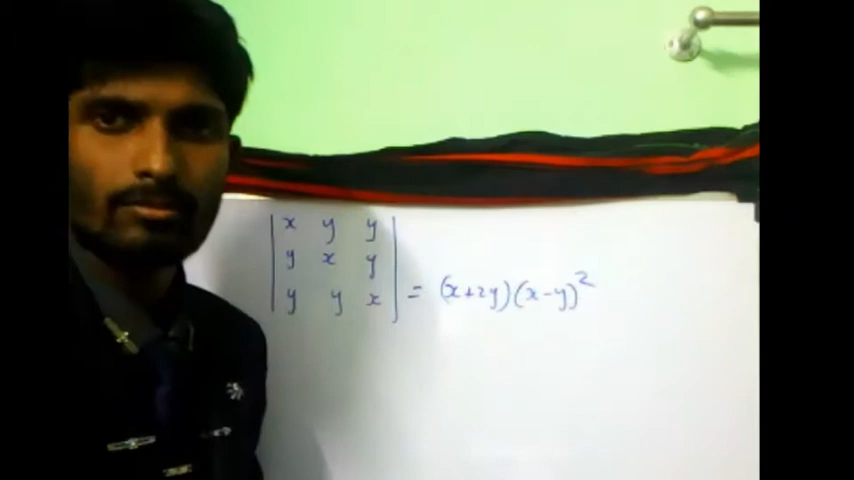 | x y y |
| y x y |
| y y x | = (x+2y)(x-y)²